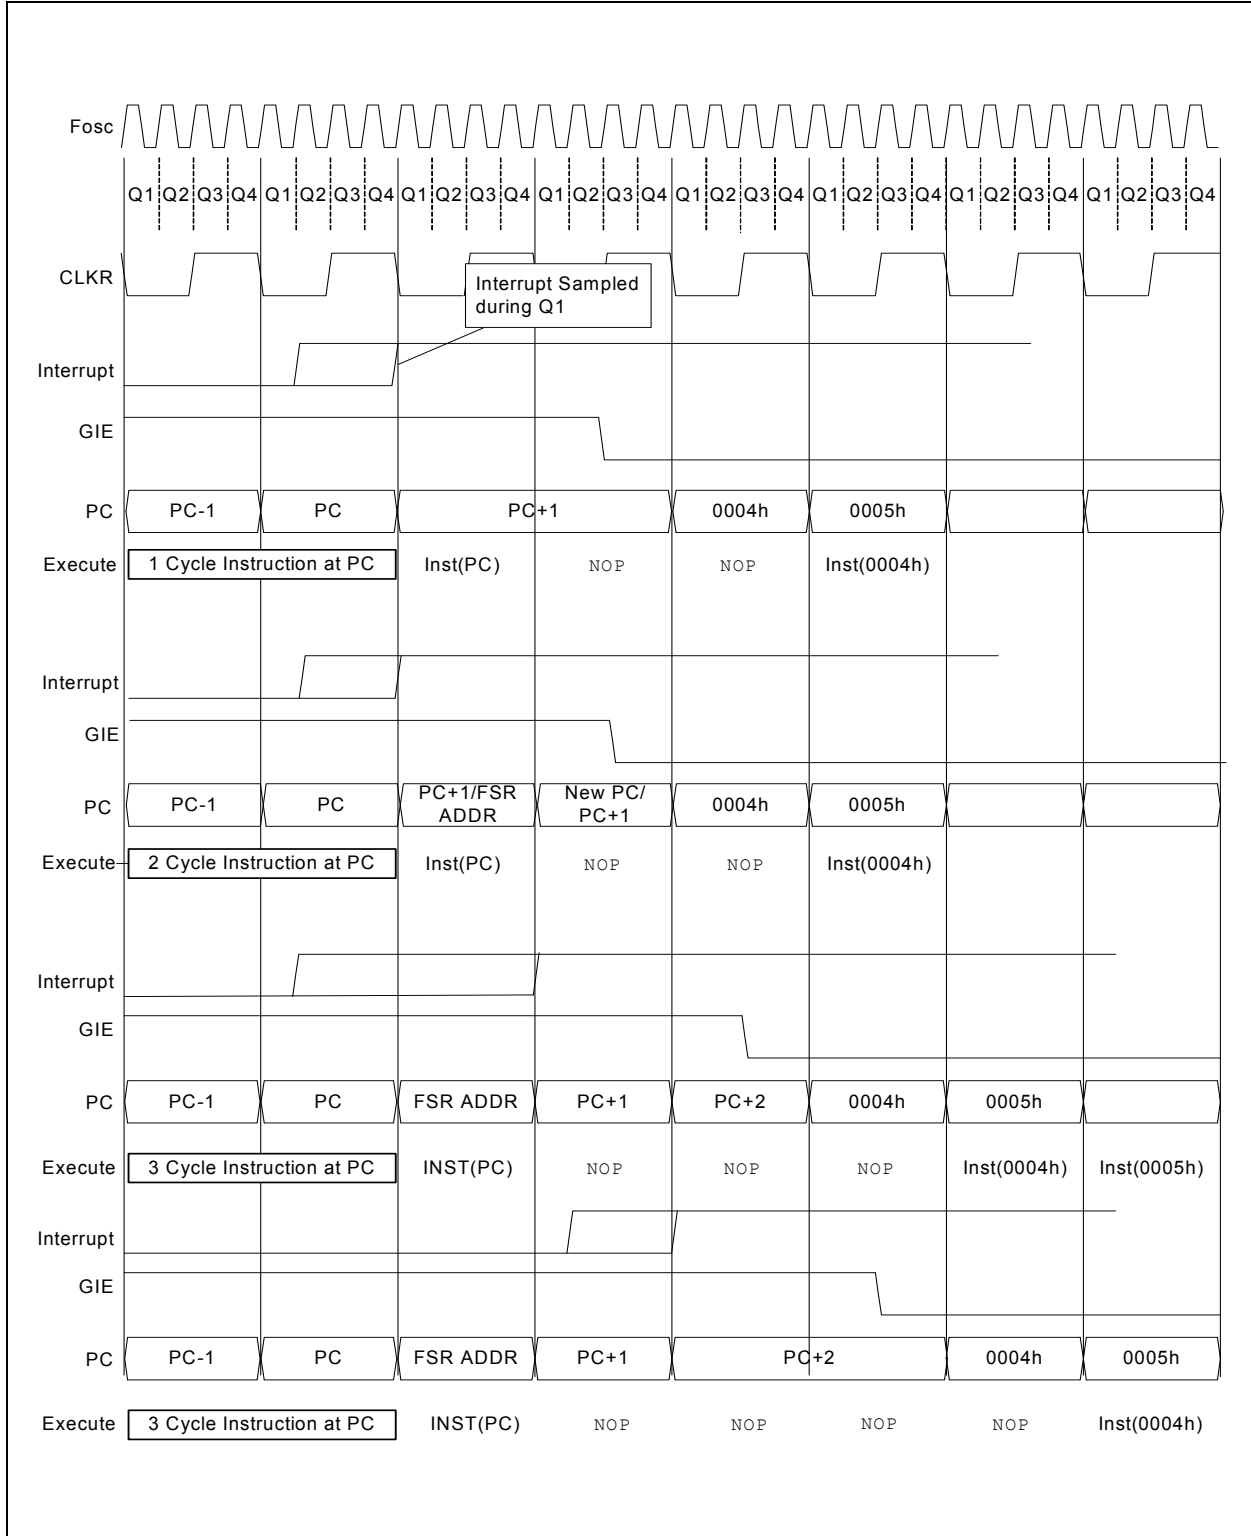 Fosc
Q1 Q2 Q3 Q4 Q1 Q2 Q3 Q4 Q1 Q2 Q3 Q4 Q1 Q2 Q3 Q4 Q1 Q2 Q3 Q4 Q1 Q2 Q3 Q4 Q1 Q2 Q3 Q4 Q1 Q2 Q3 Q4
CLKR
Interrupt Sampled
during Q1
Interrupt
GIE
PC PC-1 PC PC+1 0004h 0005h
Execute 1 Cycle Instruction at PC Inst(PC) NOP NOP Inst(0004h)
Interrupt
GIE
PC PC-1 PC PC+1/FSR ADDR New PC/ PC+1 0004h 0005h
Execute 2 Cycle Instruction at PC Inst(PC) NOP NOP Inst(0004h)
Interrupt
GIE
PC PC-1 PC FSR ADDR PC+1 PC+2 0004h 0005h
Execute 3 Cycle Instruction at PC INST(PC) NOP NOP NOP Inst(0004h) Inst(0005h)
Interrupt
GIE
PC PC-1 PC FSR ADDR PC+1 PC+2 0004h 0005h
Execute 3 Cycle Instruction at PC INST(PC) NOP NOP NOP NOP Inst(0004h)